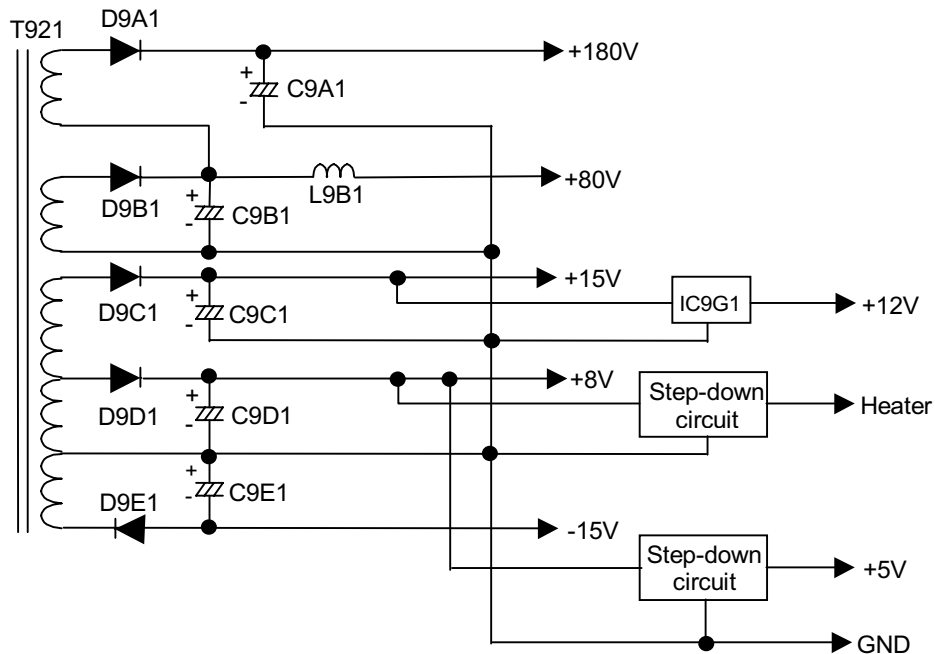 T921
D9A1
+180V
+
-
C9A1
D9B1
L9B1
+80V
+
-
C9B1
D9C1
+15V
+
-
C9C1
IC9G1
+12V
D9D1
+8V
+
-
C9D1
Step-down
circuit
Heater
+
-
C9E1
D9E1
-15V
Step-down
circuit
+5V
GND